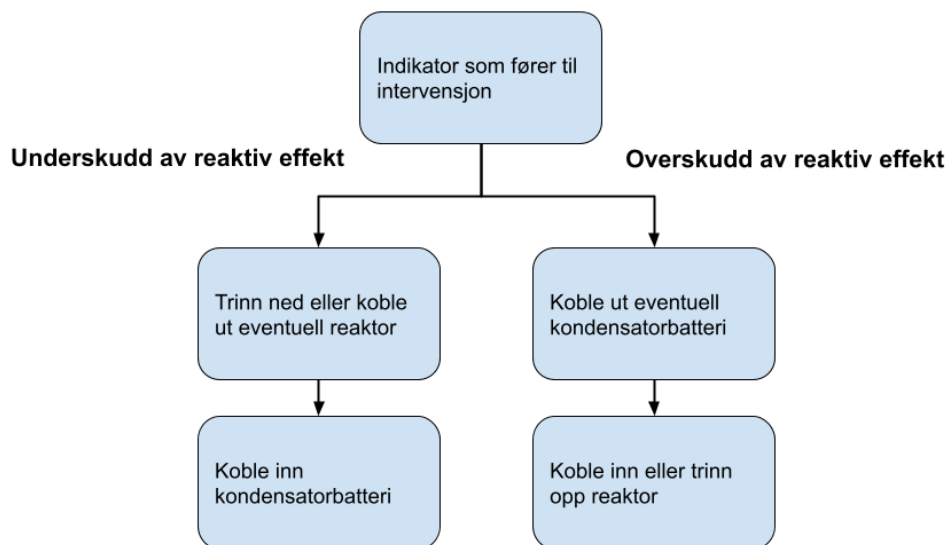 Indikator som fører til
intervensjon
Underskudd av reaktiv effekt
Overskudd av reaktiv effekt
Trinn ned eller koble
ut eventuell reaktor
Koble ut eventuell
kondensatorbatteri
Koble inn
kondensatorbatteri
Koble inn eller trinn
opp reaktor